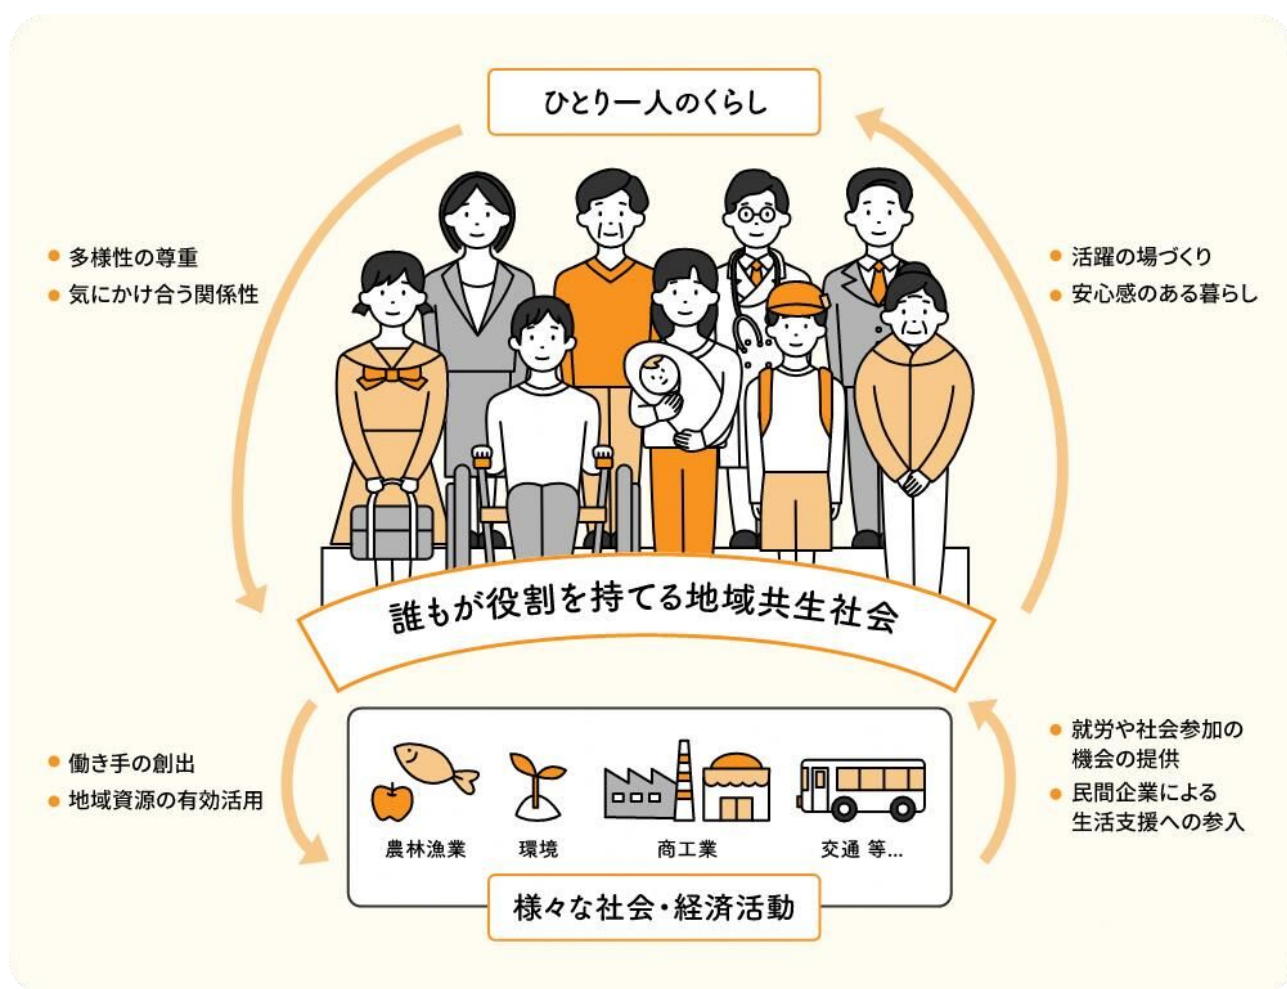 ひとり一人のくらし
多様性の尊重
気にかけ合う関係性
活躍の場づくり
安心感のある暮らし
誰もが役割を持てる地域共生社会
働き手の創出
地域資源の有効活用
就労や社会参加の
機会の提供
民間企業による
生活支援への参入
農林漁業
環境
商工業
交通 等...
様々な社会・経済活動